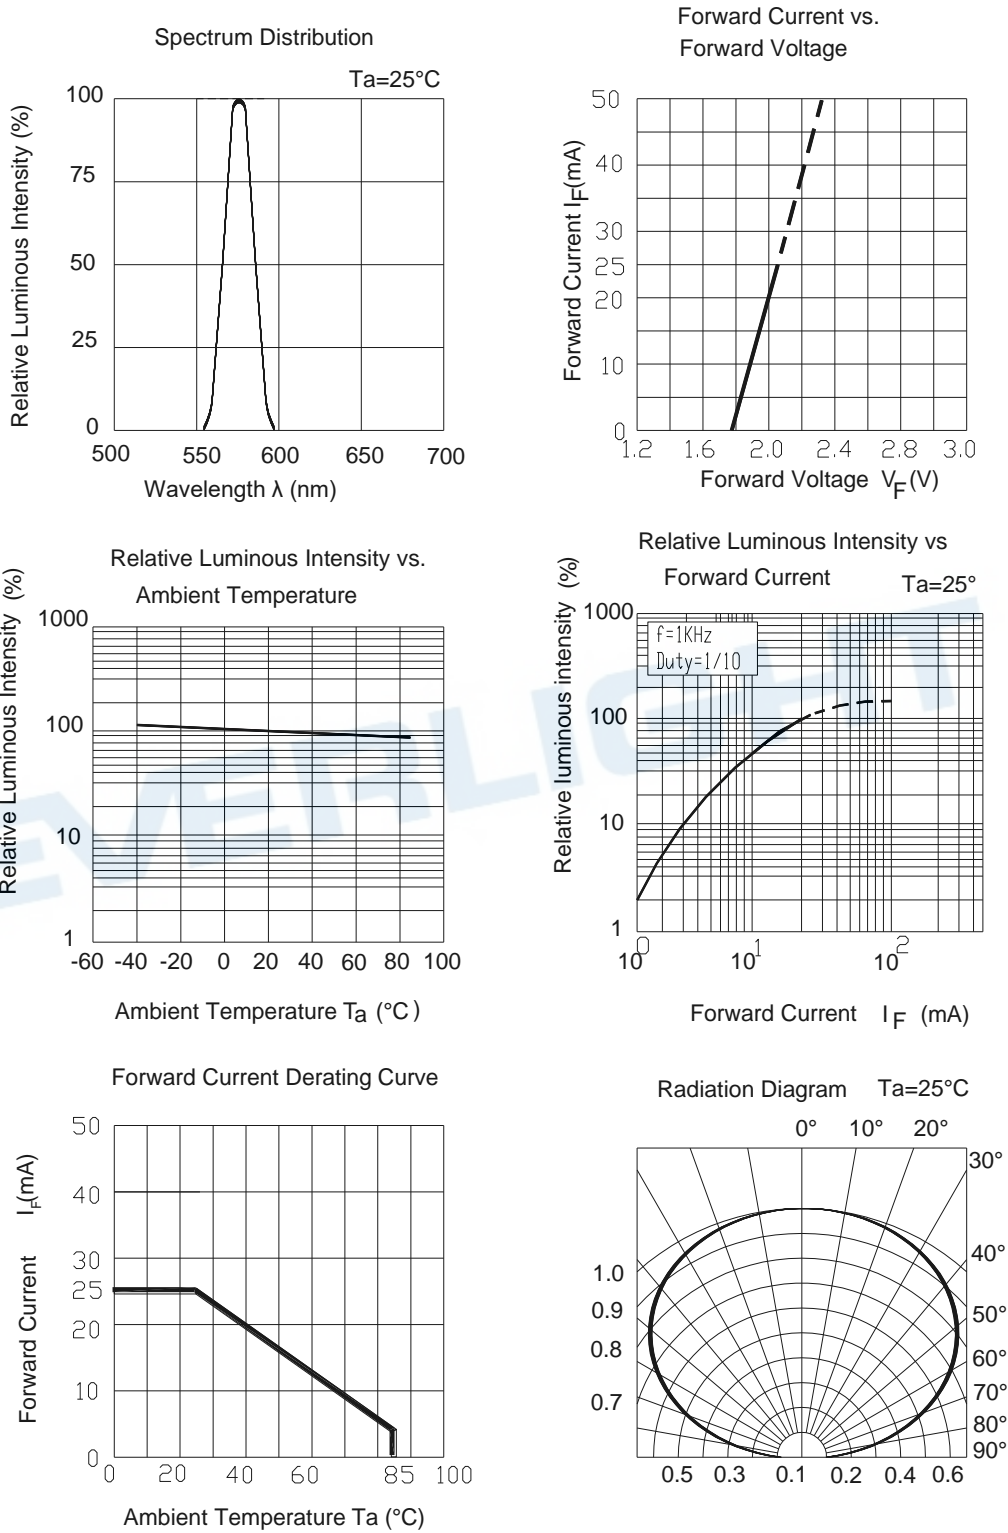 Spectrum Distribution
Ta=25°C
Relative Luminous Intensity (%)
100
75
50
25
0
500 550 600 650 700
Wavelength λ (nm)
Forward Current vs.
Forward Voltage
Forward Current IF(mA)
50
40
30
25
20
10
0
1.2 1.6 2.0 2.4 2.8 3.0
Forward Voltage VF(V)
Relative Luminous Intensity vs.
Ambient Temperature
Relative Luminous Intensity (%)
1000
100
10
1
-60 -40 -20 0 20 40 60 80 100
Ambient Temperature Ta (°C)
Relative Luminous Intensity vs
Forward Current
Ta=25°
Relative luminous intensity (%)
f=1KHz
Duty=1/10
1000
100
10
1
10^0 10^1 10^2
Forward Current IF (mA)
EVERLIGHT
Forward Current Derating Curve
Forward Current IF(mA)
50
40
30
25
20
10
0
0 20 40 60 85 100
Ambient Temperature Ta (°C)
Radiation Diagram Ta=25°C
0° 10° 20°
30°
40°
50°
60°
70°
80°
90°
1.0
0.9
0.8
0.7
0.5 0.3 0.1 0.2 0.4 0.6